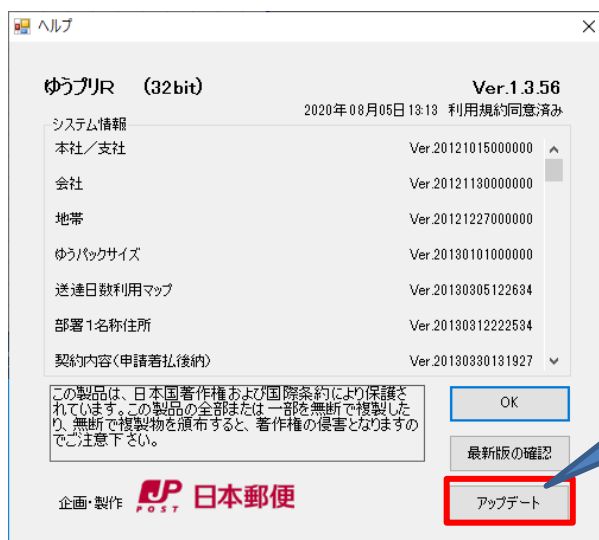 ヘルプ
ゆうプリR (32bit) Ver.1.3.56
2020年08月05日13:13 利用規約同意済み
システム情報
本社/支社 Ver.20121015000000
会社 Ver.20121130000000
地帯 Ver.20121227000000
ゆうパックサイズ Ver.20130101000000
送達日数利用マップ Ver.20130305122634
部署1名称住所 Ver.20130312222534
契約内容(申請着払後納) Ver.20130330131927
この製品は、日本国著作権および国際条約により保護さ
れています。この製品の全部または一部を無断で複製した
り、無断で複製物を頒布すると、著作権の侵害となりますの
でご注意下さい。
OK
最新版の確認
企画・製作 JP POST 日本郵便
アップデート